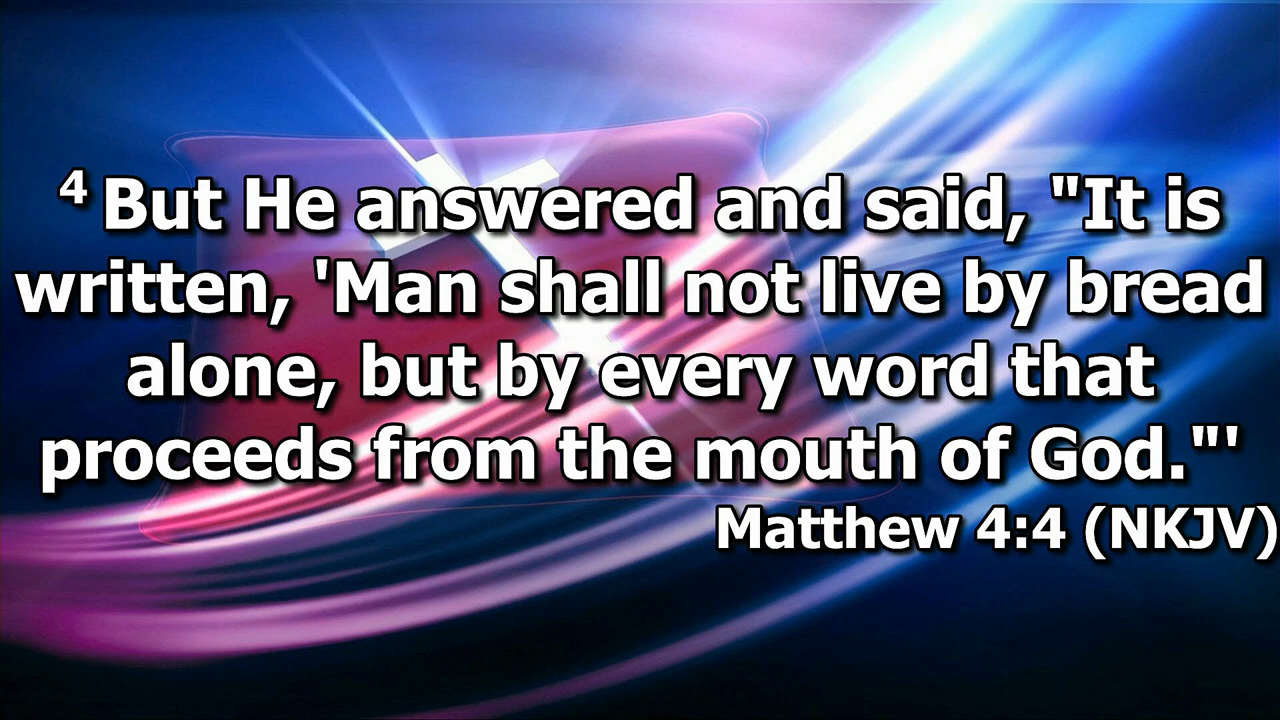 4 But He answered and said, "It is
written, 'Man shall not live by bread
alone, but by every word that
proceeds from the mouth of God."'
Matthew 4:4 (NKJV)